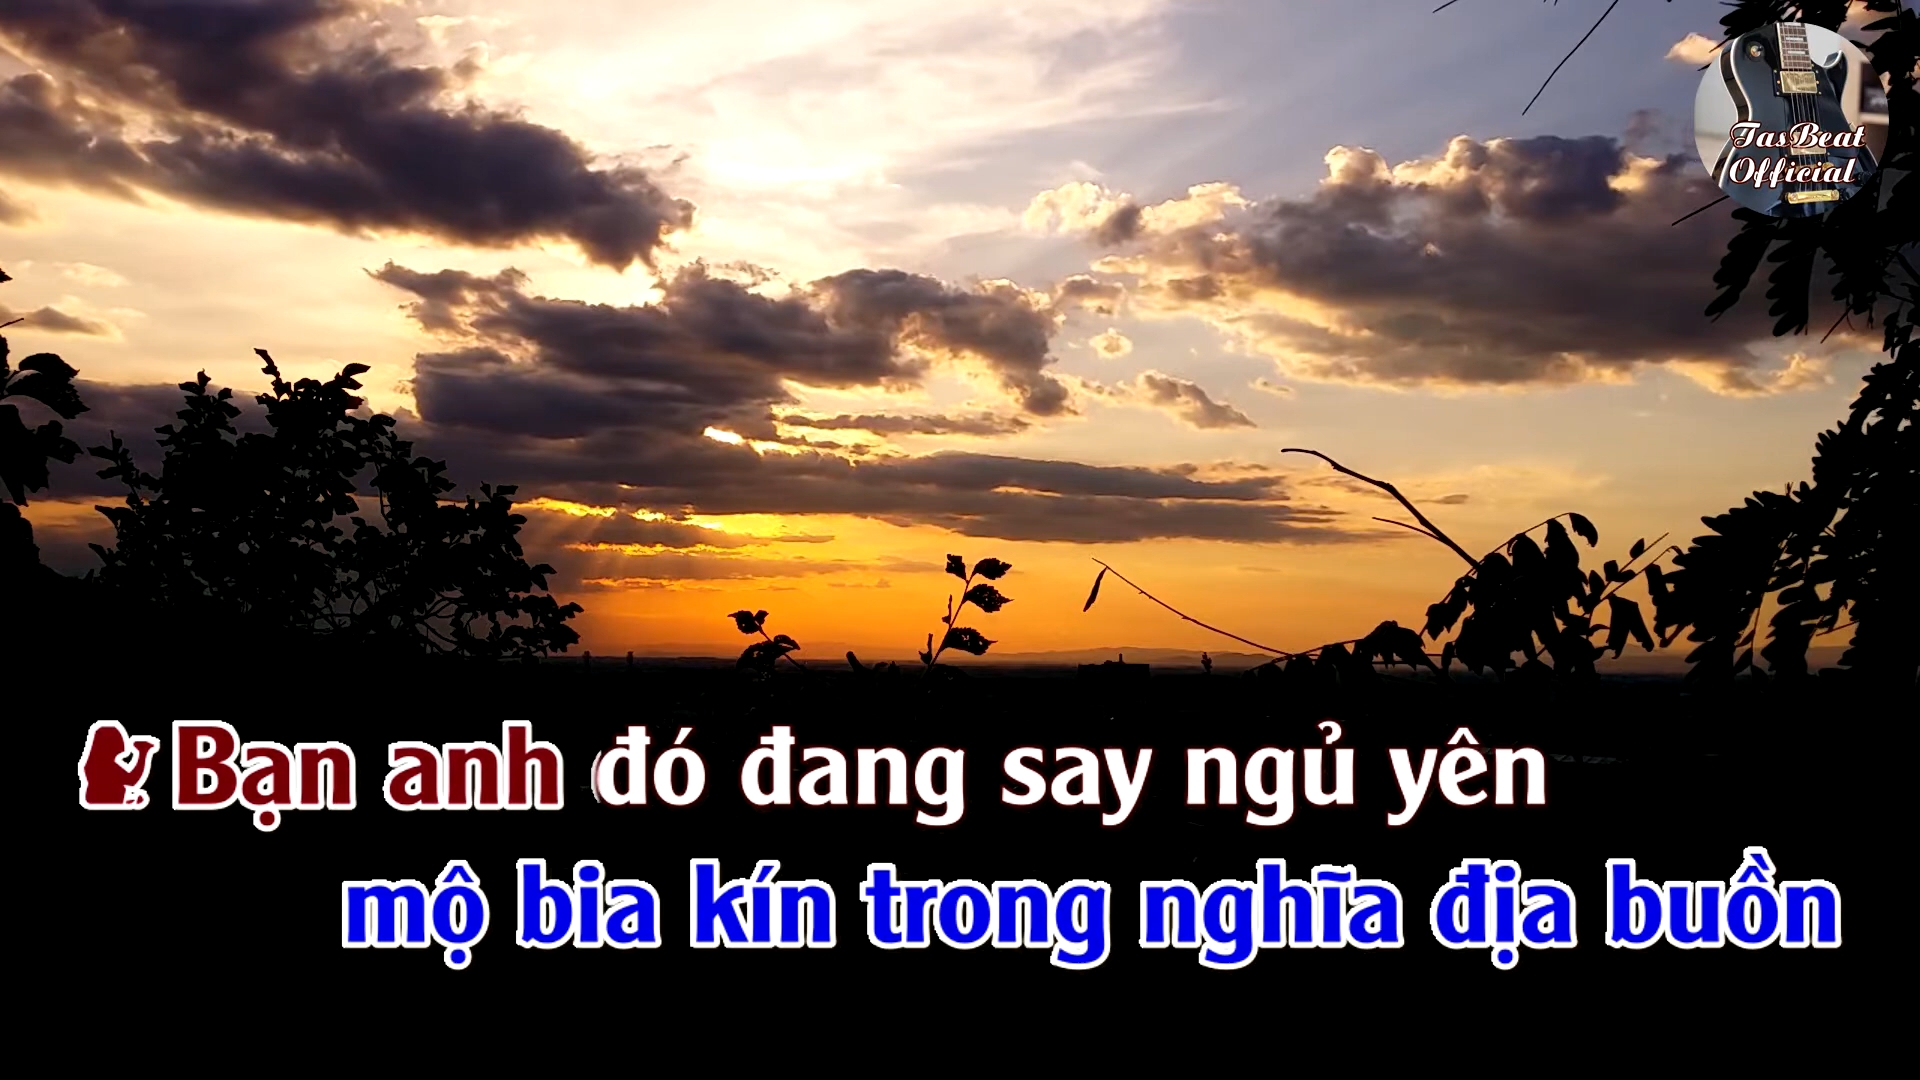 TasBeat
Official
Bạn anh đó đang say ngủ yên
mộ bia kín trong nghĩa địa buồn